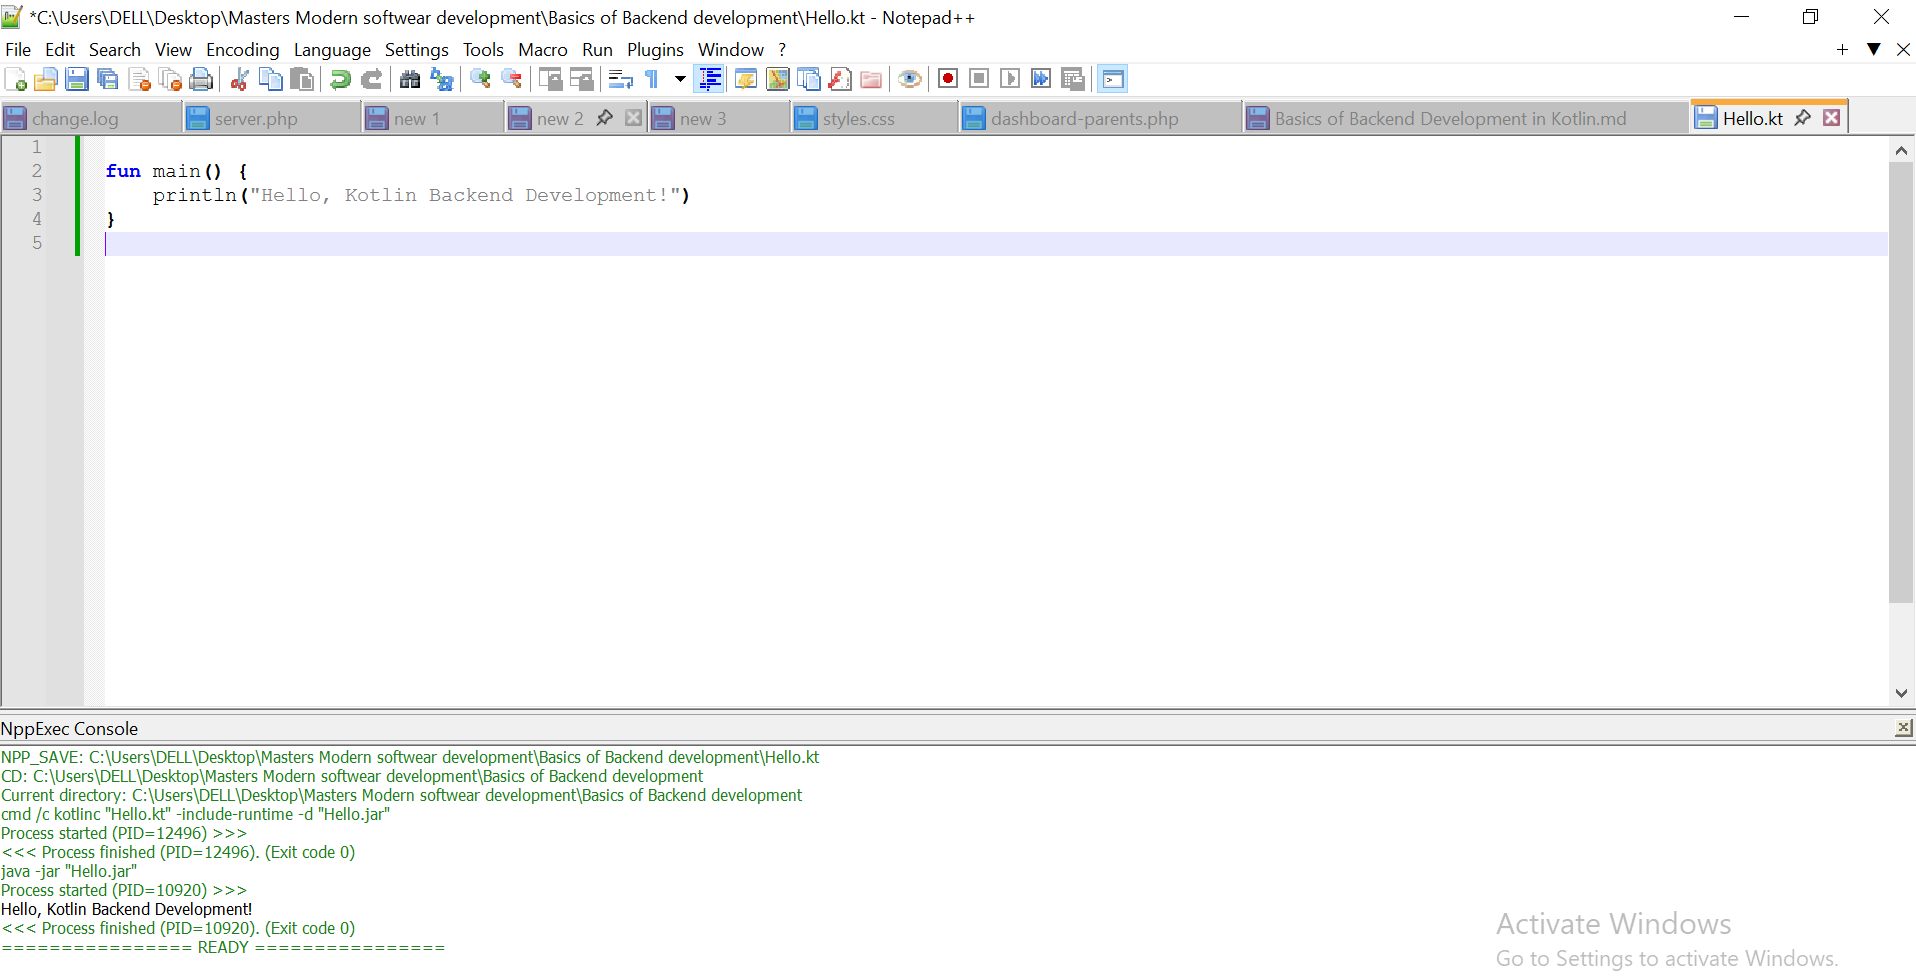 *C:\Users\DELL\Desktop\Masters Modern softwear development\Basics of Backend development\Hello.kt - Notepad++
File Edit Search View Encoding Language Settings Tools Macro Run Plugins Window ?
change.log server.php new 1 new 2 new 3 styles.css dashboard-parents.php Basics of Backend Development in Kotlin.md Hello.kt
1
2 fun main() {
3 println("Hello, Kotlin Backend Development!")
4 }
5
NppExec Console
NPP_SAVE: C:\Users\DELL\Desktop\Masters Modern softwear development\Basics of Backend development\Hello.kt
CD: C:\Users\DELL\Desktop\Masters Modern softwear development\Basics of Backend development
Current directory: C:\Users\DELL\Desktop\Masters Modern softwear development\Basics of Backend development
cmd /c kotlinc "Hello.kt" -include-runtime -d "Hello.jar"
Process started (PID=12496) >>>
<<< Process finished (PID=12496). (Exit code 0)
java -jar "Hello.jar"
Process started (PID=10920) >>>
Hello, Kotlin Backend Development!
<<< Process finished (PID=10920). (Exit code 0)
================ READY ================
Activate Windows
Go to Settings to activate Windows.